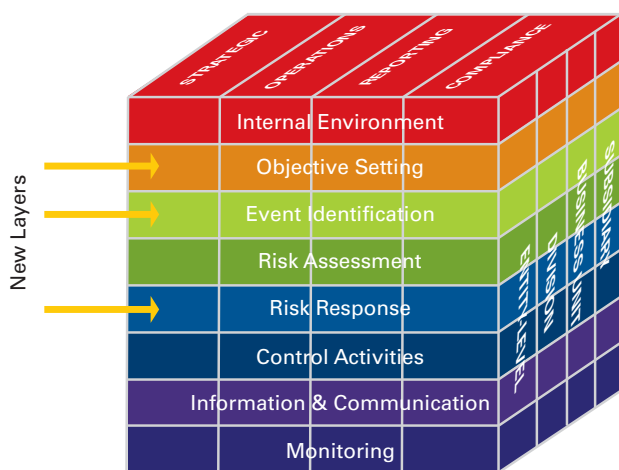 STRATEGIC
OPERATIONS
REPORTING
COMPLIANCE
Internal Environment
Objective Setting
Event Identification
Risk Assessment
Risk Response
Control Activities
Information & Communication
Monitoring
New Layers
ENTITY-LEVEL
DIVISION
BUSINESS UNIT
SUBSIDIARY